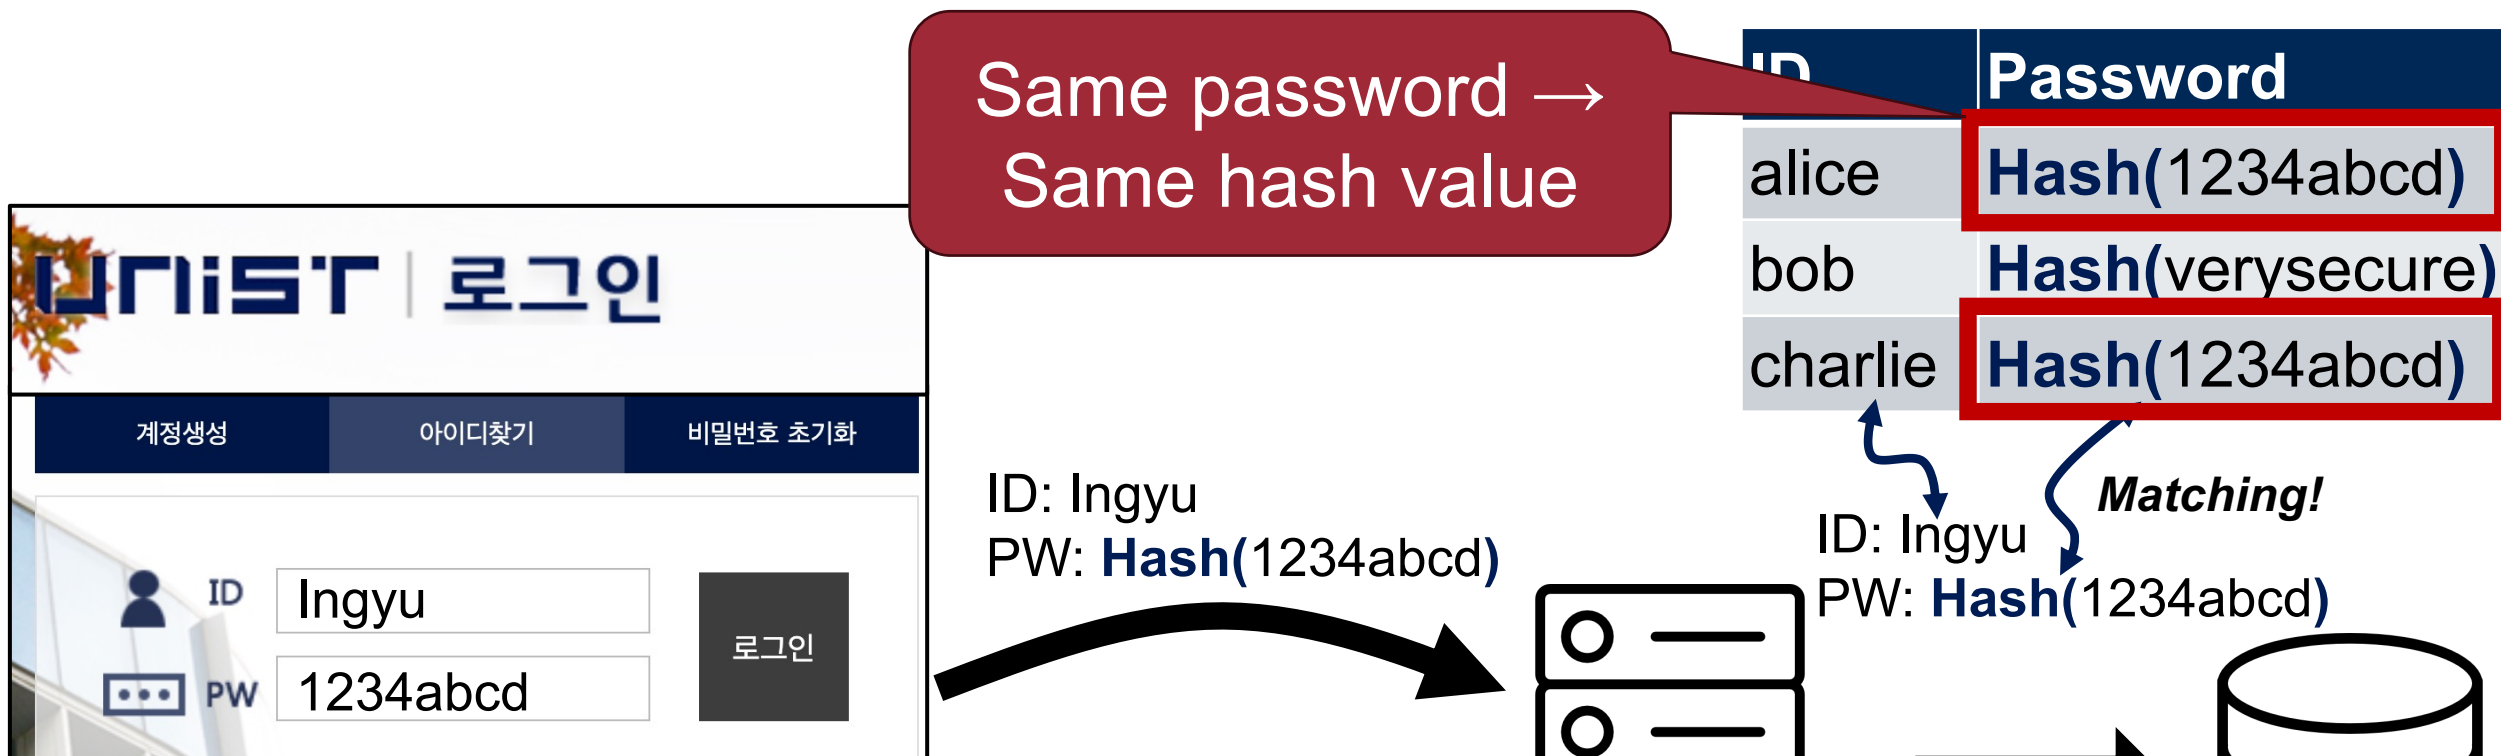 Same password →
Same hash value
ID Password
alice Hash(1234abcd)
bob Hash(verysecure)
charlie Hash(1234abcd)
UNIST 로그인
계정생성 아이디찾기 비밀번호 초기화
ID Ingyu
PW 1234abcd
로그인
ID: Ingyu
PW: Hash(1234abcd)
Matching!
ID: Ingyu
PW: Hash(1234abcd)